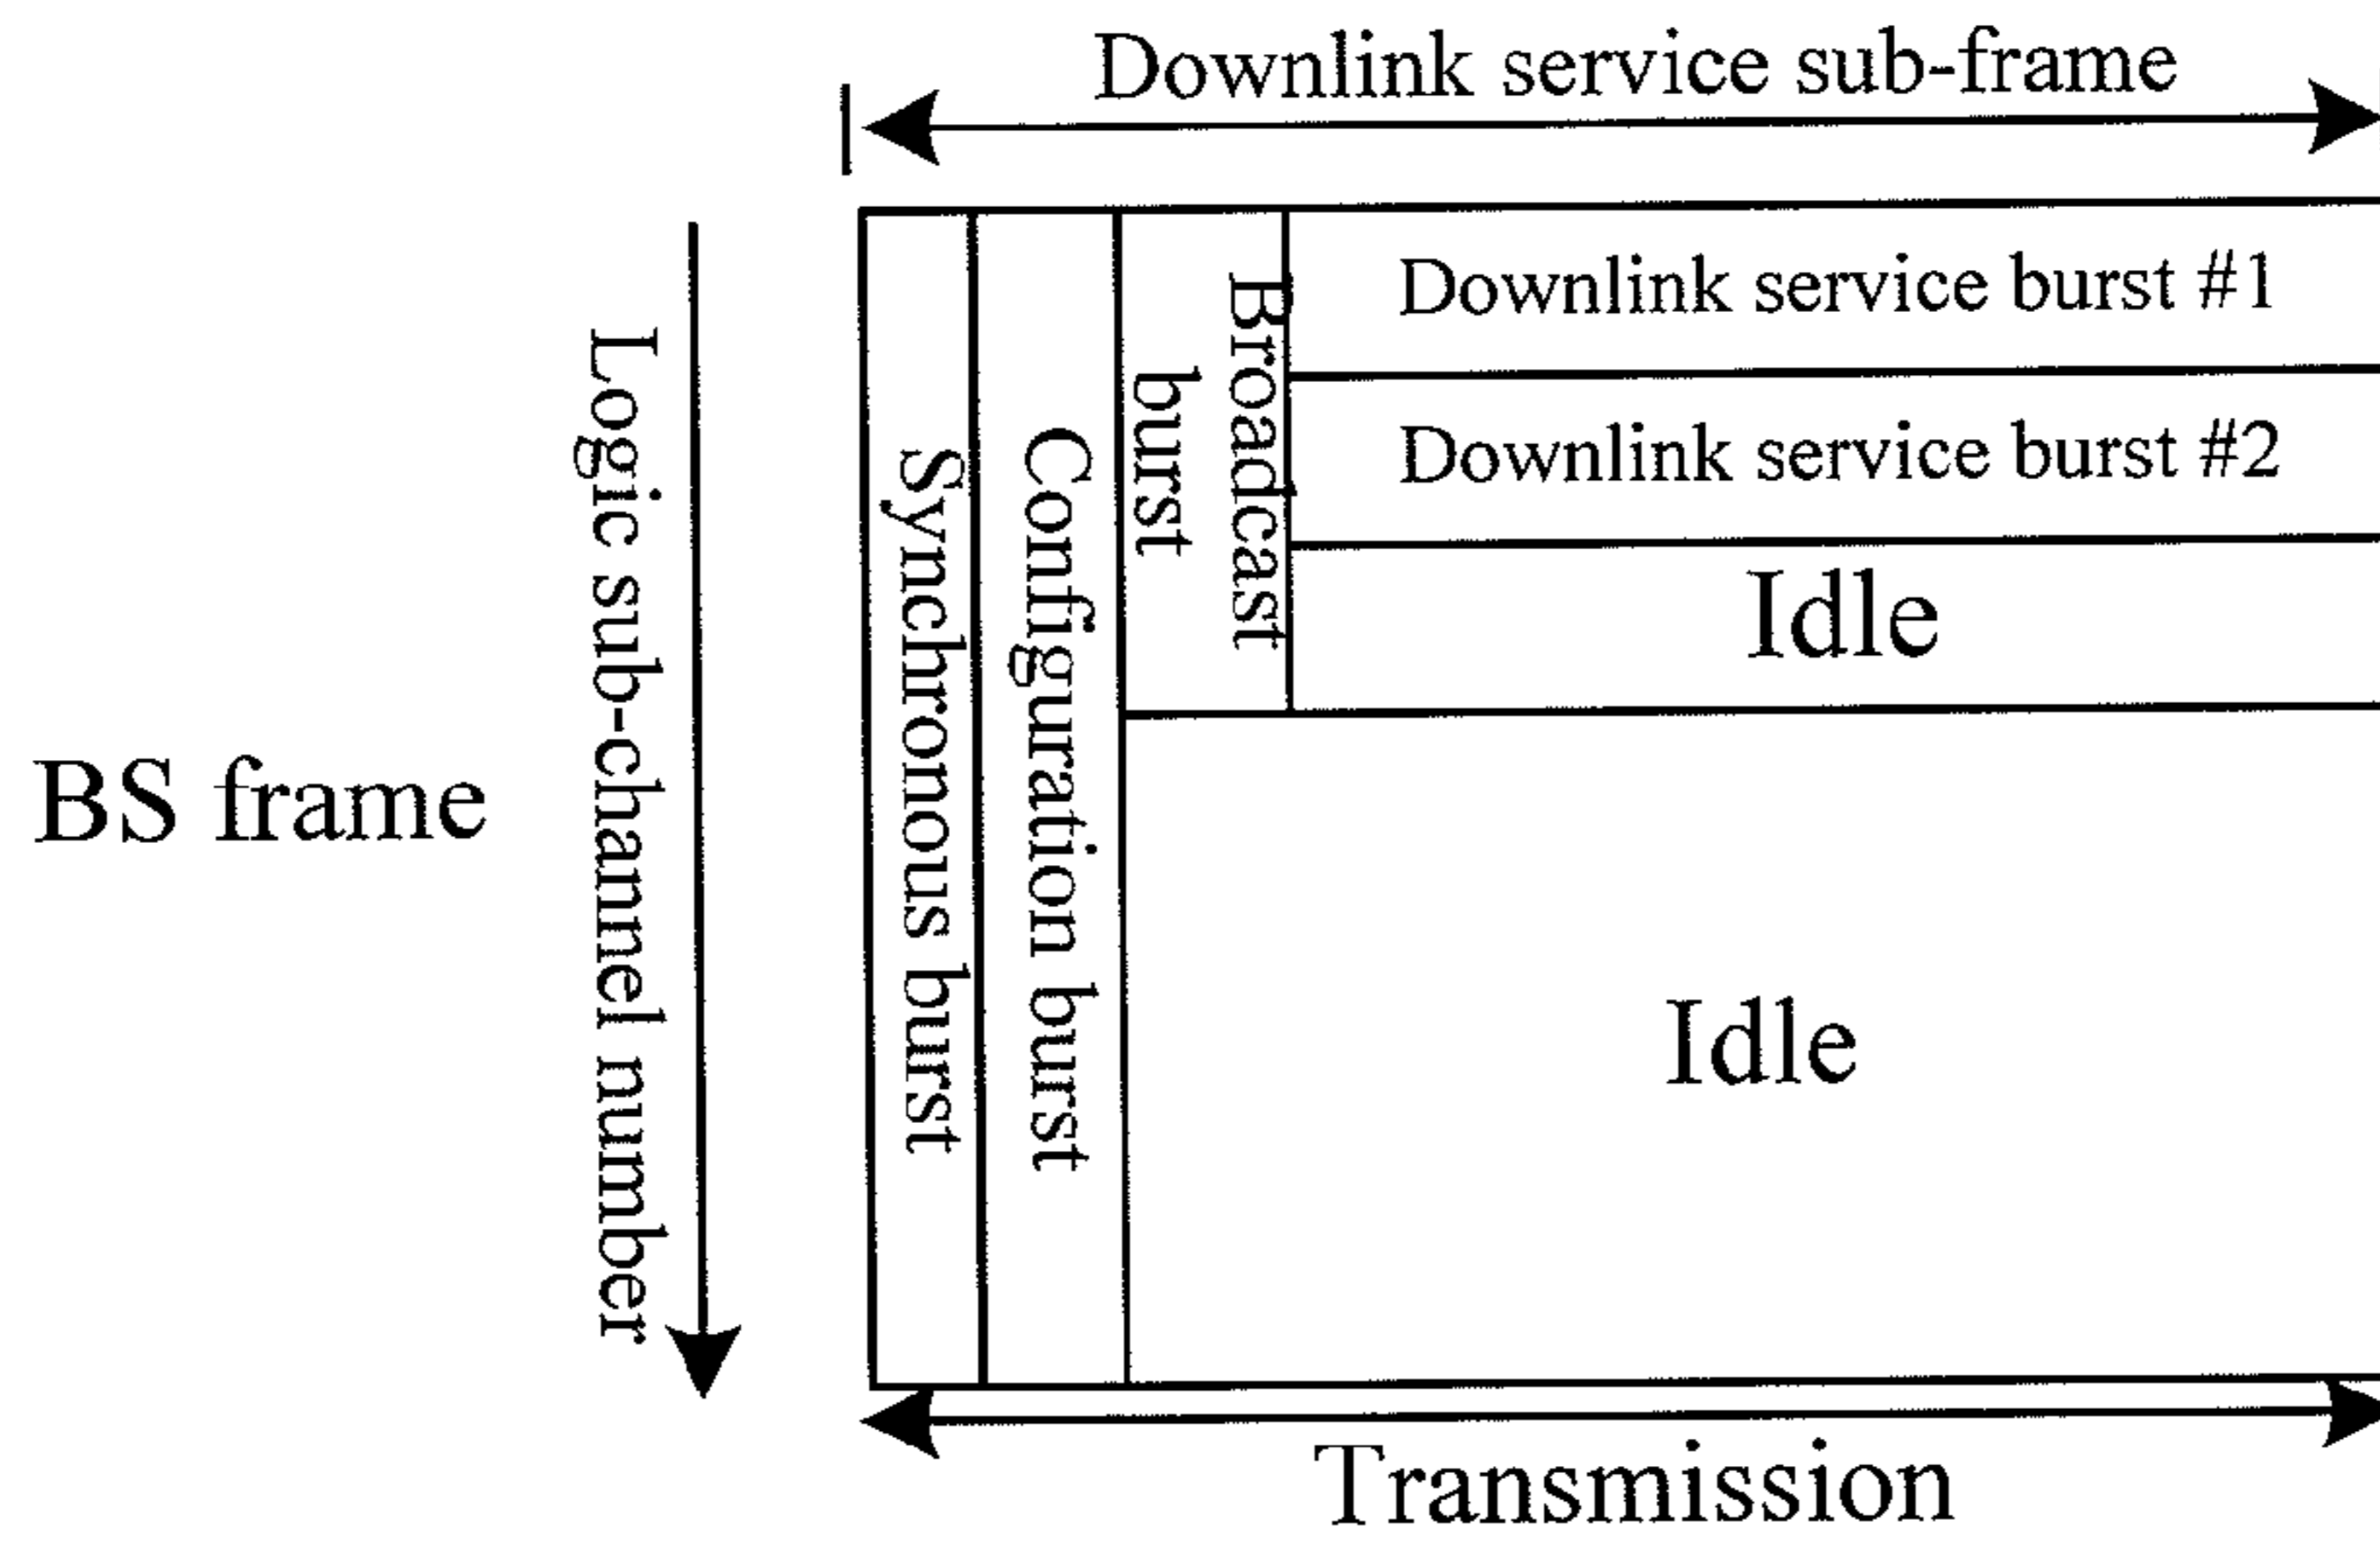 Downlink service sub-frame
BS frame
Logic sub-channel number
Synchronous burst
Configuration burst
Broadcast
burst
Downlink service burst #1
Downlink service burst #2
Idle
Idle
Transmission